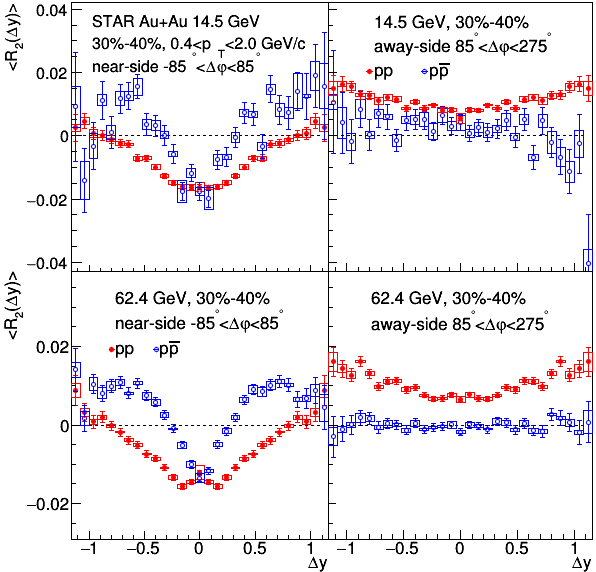 <R₂(Δy)>
0.04
0.02
0
−0.02
−0.04
STAR Au+Au 14.5 GeV
30%-40%, 0.4<p_T<2.0 GeV/c
near-side -85°<Δφ<85°
14.5 GeV, 30%-40%
away-side 85°<Δφ<275°
pp pp̅
<R₂(Δy)>
0.02
0
−0.02
62.4 GeV, 30%-40%
near-side -85°<Δφ<85°
pp pp̅
62.4 GeV, 30%-40%
away-side 85°<Δφ<275°
−1 −0.5 0 0.5 1
Δy
−1 −0.5 0 0.5 1
Δy